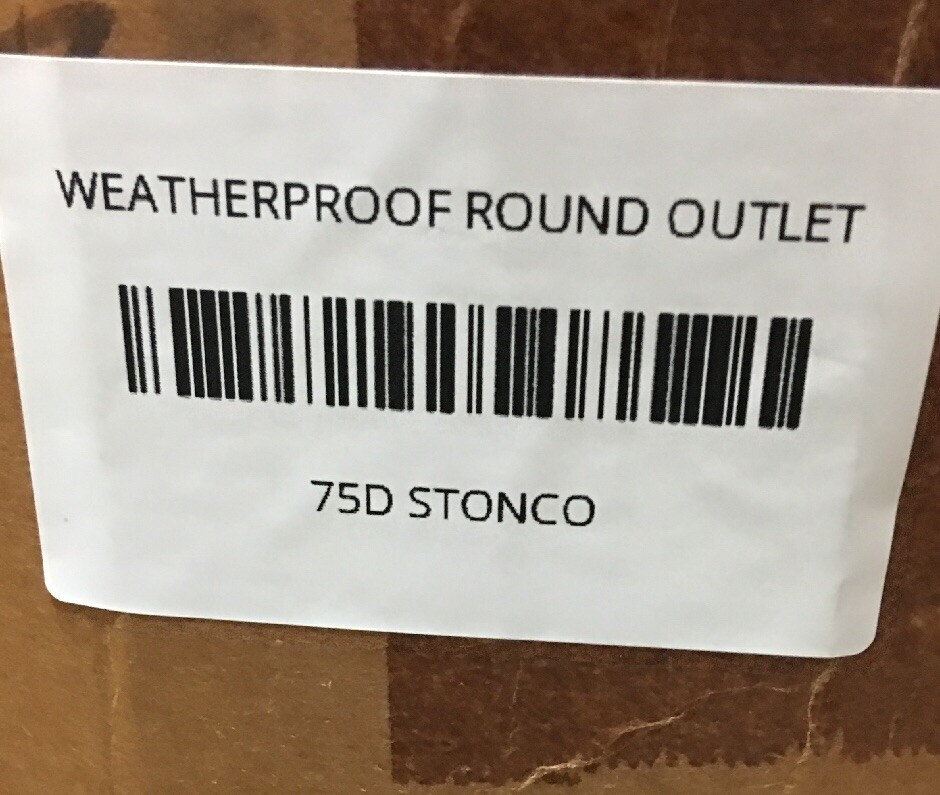 WEATHERPROOF ROUND OUTLET
75D STONCO